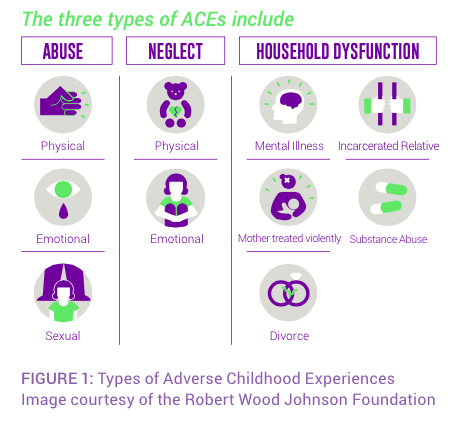 The three types of ACEs include
ABUSE
NEGLECT
HOUSEHOLD DYSFUNCTION
Physical
Physical
Mental Illness
Incarcerated Relative
Emotional
Emotional
Mother treated violently
Substance Abuse
Sexual
Divorce
FIGURE 1: Types of Adverse Childhood Experiences
Image courtesy of the Robert Wood Johnson Foundation